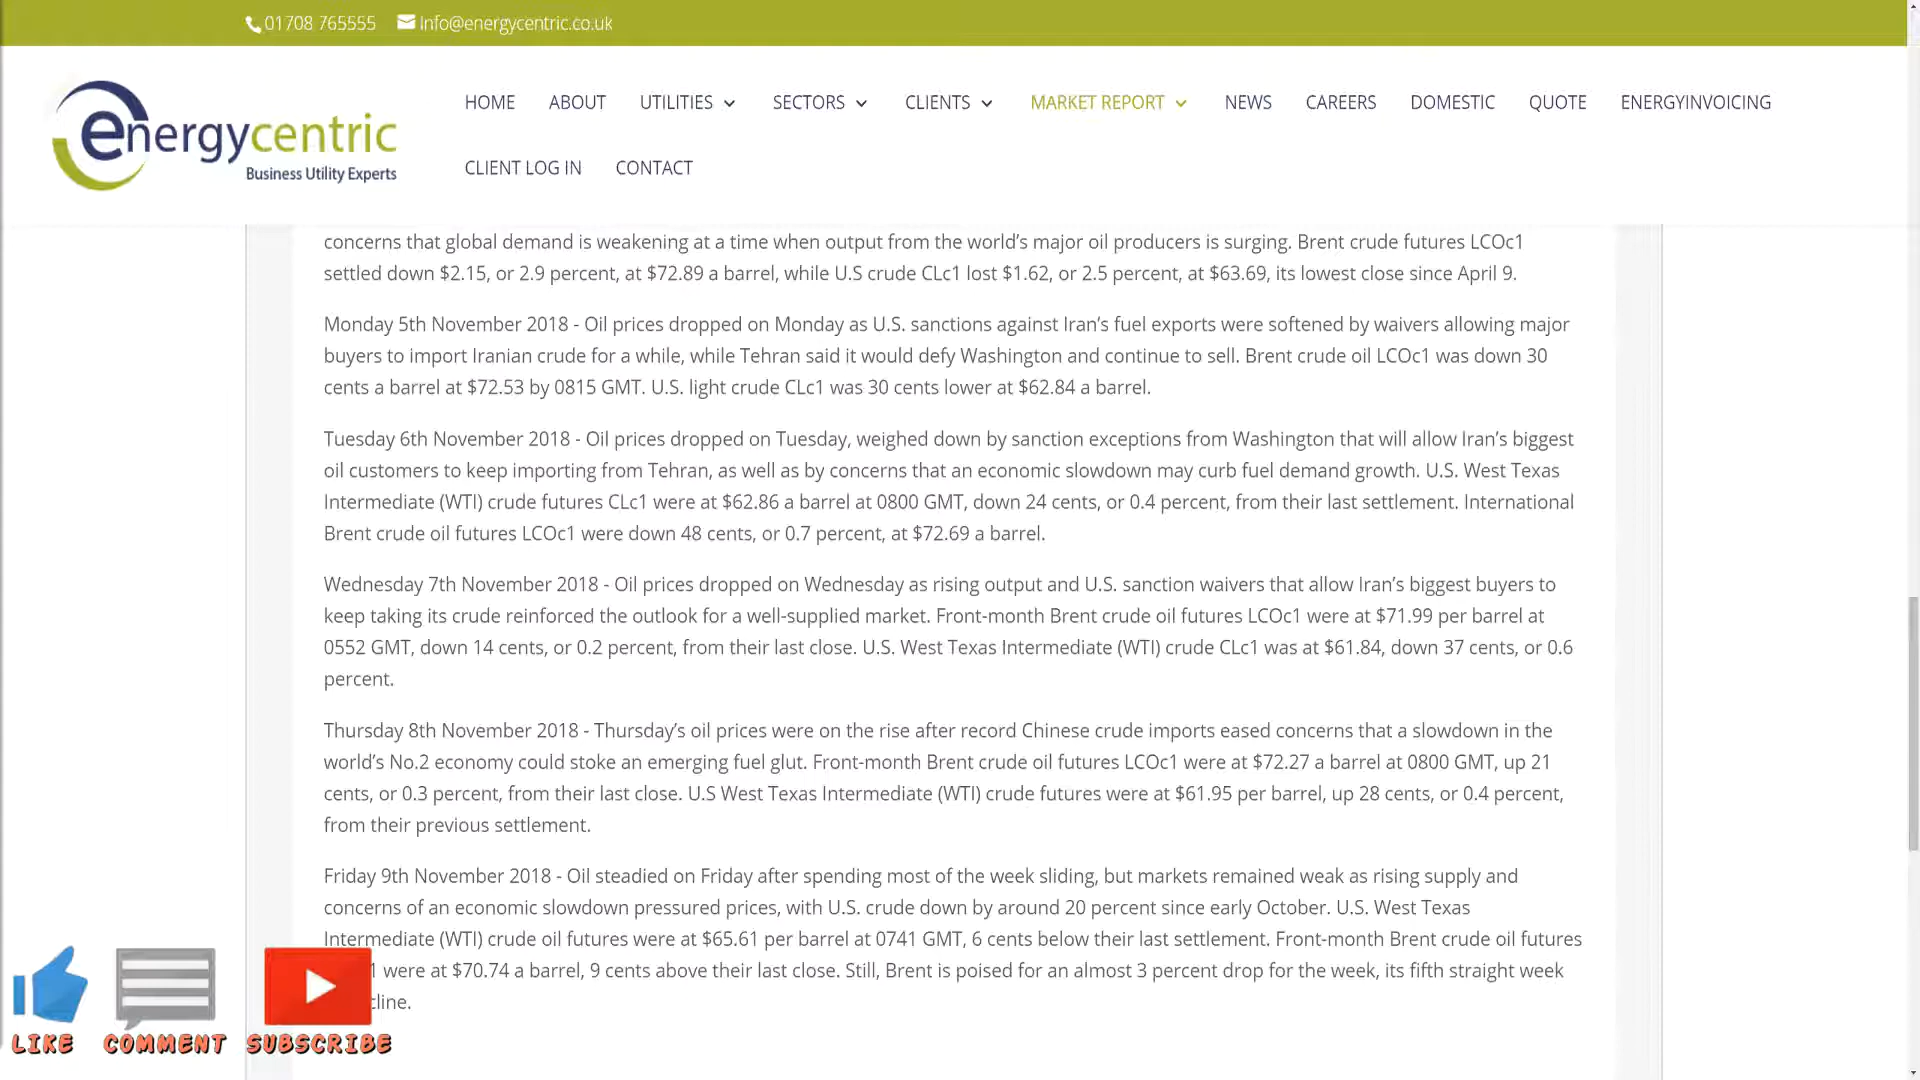 01708 765555 info@energycentric.co.uk
energycentric
Business Utility Experts
HOME ABOUT UTILITIES SECTORS CLIENTS MARKET REPORT NEWS CAREERS DOMESTIC QUOTE ENERGYINVOICING
CLIENT LOG IN CONTACT
concerns that global demand is weakening at a time when output from the world’s major oil producers is surging. Brent crude futures LCOc1
settled down $2.15, or 2.9 percent, at $72.89 a barrel, while U.S crude CLc1 lost $1.62, or 2.5 percent, at $63.69, its lowest close since April 9.
Monday 5th November 2018 - Oil prices dropped on Monday as U.S. sanctions against Iran’s fuel exports were softened by waivers allowing major
buyers to import Iranian crude for a while, while Tehran said it would defy Washington and continue to sell. Brent crude oil LCOc1 was down 30
cents a barrel at $72.53 by 0815 GMT. U.S. light crude CLc1 was 30 cents lower at $62.84 a barrel.
Tuesday 6th November 2018 - Oil prices dropped on Tuesday, weighed down by sanction exceptions from Washington that will allow Iran’s biggest
oil customers to keep importing from Tehran, as well as by concerns that an economic slowdown may curb fuel demand growth. U.S. West Texas
Intermediate (WTI) crude futures CLc1 were at $62.86 a barrel at 0800 GMT, down 24 cents, or 0.4 percent, from their last settlement. International
Brent crude oil futures LCOc1 were down 48 cents, or 0.7 percent, at $72.69 a barrel.
Wednesday 7th November 2018 - Oil prices dropped on Wednesday as rising output and U.S. sanction waivers that allow Iran’s biggest buyers to
keep taking its crude reinforced the outlook for a well-supplied market. Front-month Brent crude oil futures LCOc1 were at $71.99 per barrel at
0552 GMT, down 14 cents, or 0.2 percent, from their last close. U.S. West Texas Intermediate (WTI) crude CLc1 was at $61.84, down 37 cents, or 0.6
percent.
Thursday 8th November 2018 - Thursday’s oil prices were on the rise after record Chinese crude imports eased concerns that a slowdown in the
world’s No.2 economy could stoke an emerging fuel glut. Front-month Brent crude oil futures LCOc1 were at $72.27 a barrel at 0800 GMT, up 21
cents, or 0.3 percent, from their last close. U.S West Texas Intermediate (WTI) crude futures were at $61.95 per barrel, up 28 cents, or 0.4 percent,
from their previous settlement.
Friday 9th November 2018 - Oil steadied on Friday after spending most of the week sliding, but markets remained weak as rising supply and
concerns of an economic slowdown pressured prices, with U.S. crude down by around 20 percent since early October. U.S. West Texas
Intermediate (WTI) crude oil futures were at $65.61 per barrel at 0741 GMT, 6 cents below their last settlement. Front-month Brent crude oil futures
1 were at $70.74 a barrel, 9 cents above their last close. Still, Brent is poised for an almost 3 percent drop for the week, its fifth straight week
cline.
LIKE COMMENT SUBSCRIBE